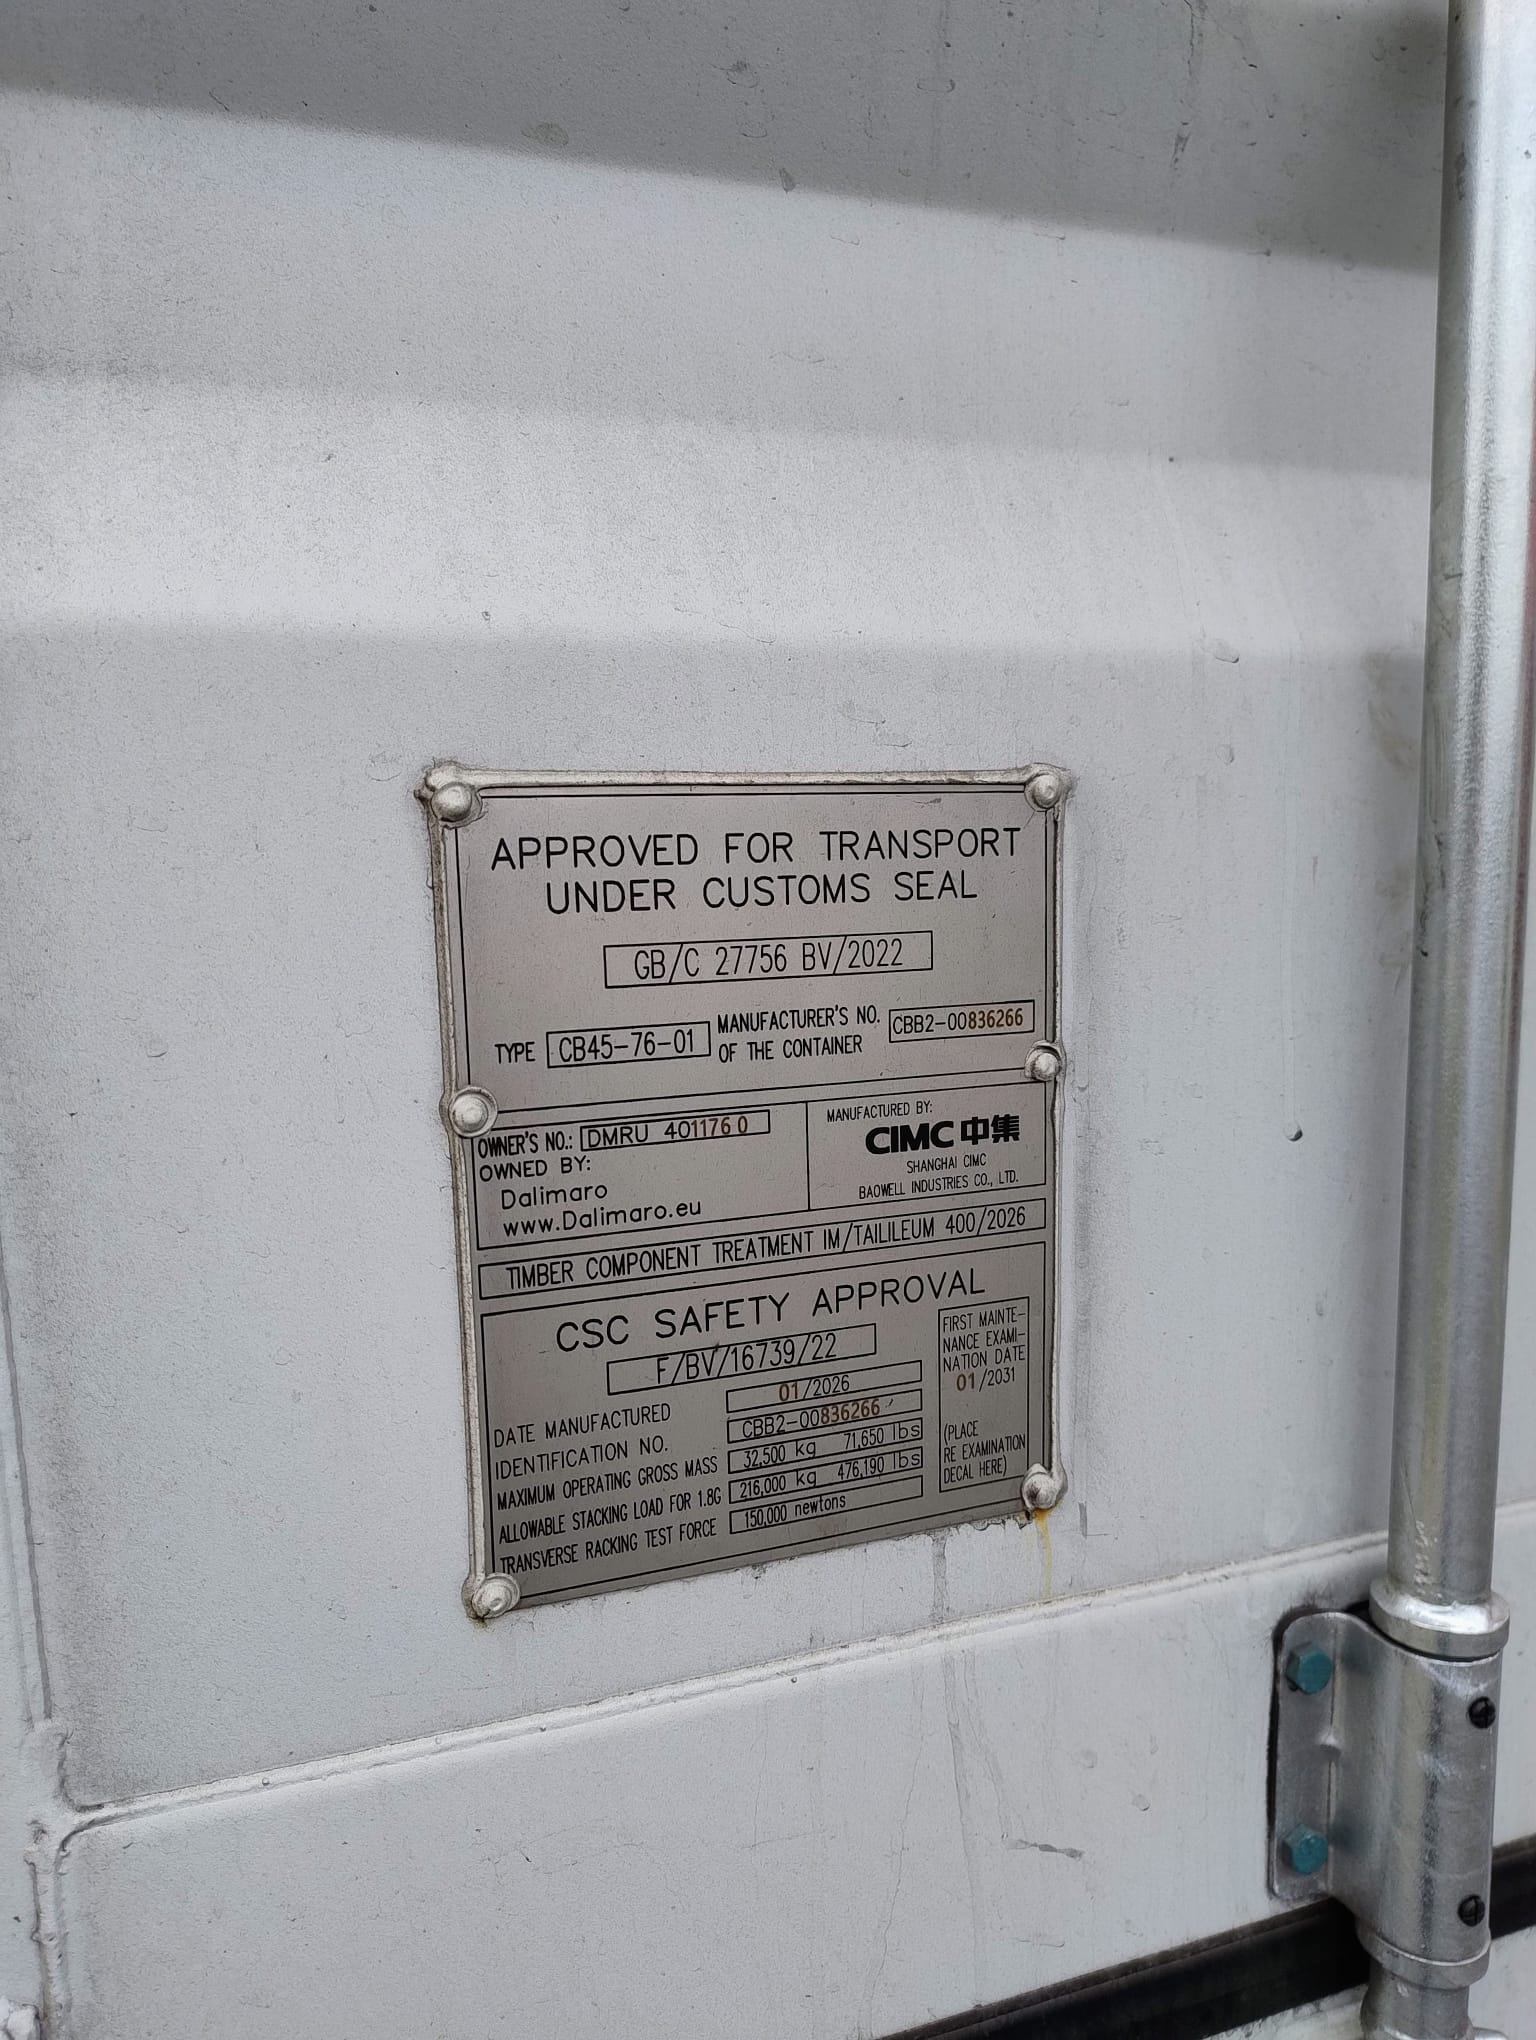 APPROVED FOR TRANSPORT
UNDER CUSTOMS SEAL
GB/C 27756 BV/2022
TYPE CB45-76-01 MANUFACTURER'S NO. OF THE CONTAINER CBB2-00836266
OWNER'S NO.: DMRU 401176 0
OWNED BY:
Dalimaro
www.Dalimaro.eu
MANUFACTURED BY:
CIMC 中集
SHANGHAI CIMC
BAOWELL INDUSTRIES CO., LTD.
TIMBER COMPONENT TREATMENT IM/TAILILEUM 400/2026
CSC SAFETY APPROVAL
F/BV/16739/22
DATE MANUFACTURED 01/2026
IDENTIFICATION NO. CBB2-00836266
MAXIMUM OPERATING GROSS MASS 32,500 kg 71,650 lbs
ALLOWABLE STACKING LOAD FOR 1.8G 216,000 kg 476,190 lbs
TRANSVERSE RACKING TEST FORCE 150,000 newtons
FIRST MAINTE-
NANCE EXAMI-
NATION DATE
01/2031
(PLACE
RE EXAMINATION
DECAL HERE)